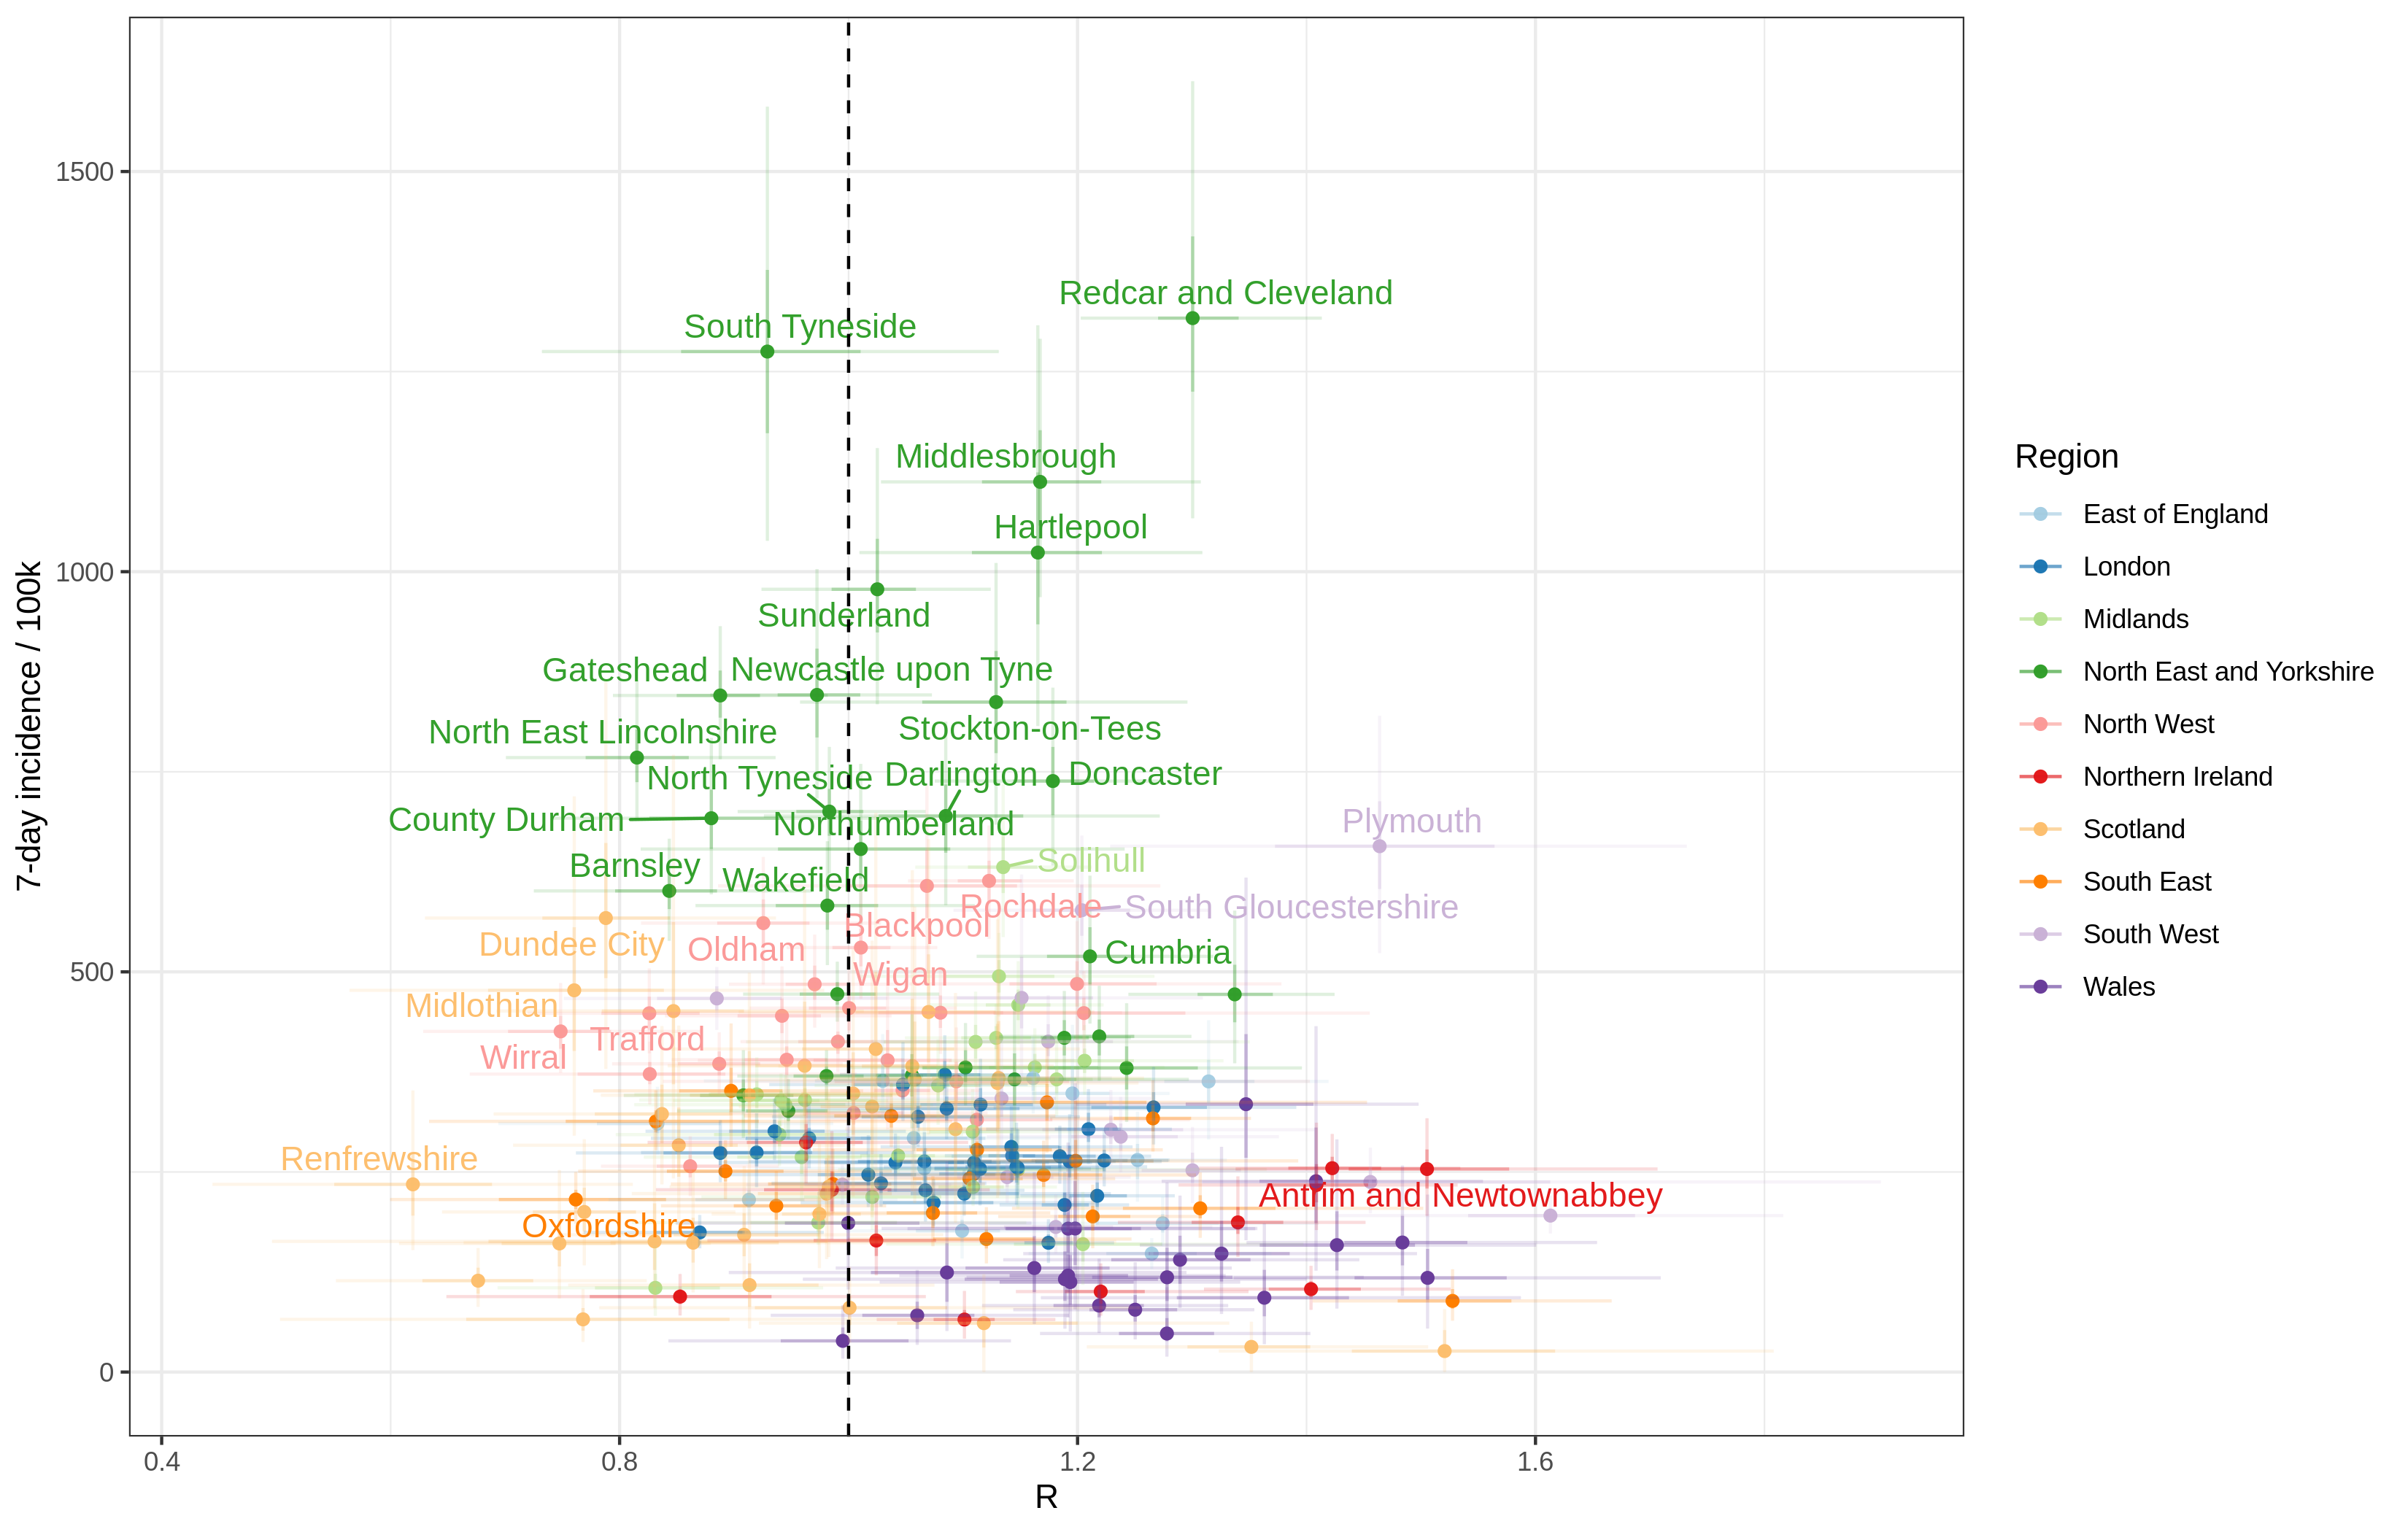 1500
1000
500
0
7-day incidence / 100k
Redcar and Cleveland
South Tyneside
Middlesbrough
Hartlepool
Sunderland
Gateshead
Newcastle upon Tyne
Stockton-on-Tees
North East Lincolnshire
North Tyneside
Darlington
Doncaster
County Durham
Northumberland
Plymouth
Barnsley
Wakefield
Solihull
Rochdale
South Gloucestershire
Blackpool
Dundee City
Oldham
Cumbria
Wigan
Midlothian
Trafford
Wirral
Renfrewshire
Antrim and Newtownabbey
Oxfordshire
0.4
0.8
1.2
1.6
R
Region
East of England
London
Midlands
North East and Yorkshire
North West
Northern Ireland
Scotland
South East
South West
Wales